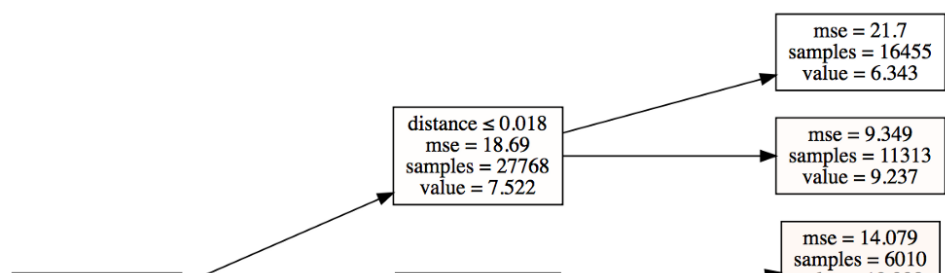 mse = 21.7
samples = 16455
value = 6.343
distance ≤ 0.018
mse = 18.69
samples = 27768
value = 7.522
mse = 9.349
samples = 11313
value = 9.237
mse = 14.079
samples = 6010